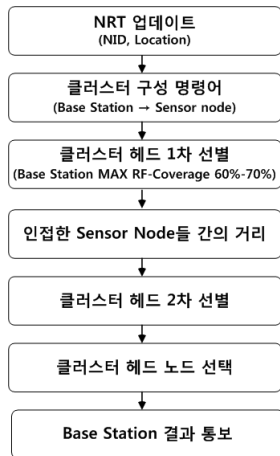 NRT 업데이트
(NID, Location)
클러스터 구성 명령어
(Base Station → Sensor node)
클러스터 헤드 1차 선별
(Base Station MAX RF-Coverage 60%-70%)
인접한 Sensor Node들 간의 거리
클러스터 헤드 2차 선별
클러스터 헤드 노드 선택
Base Station 결과 통보